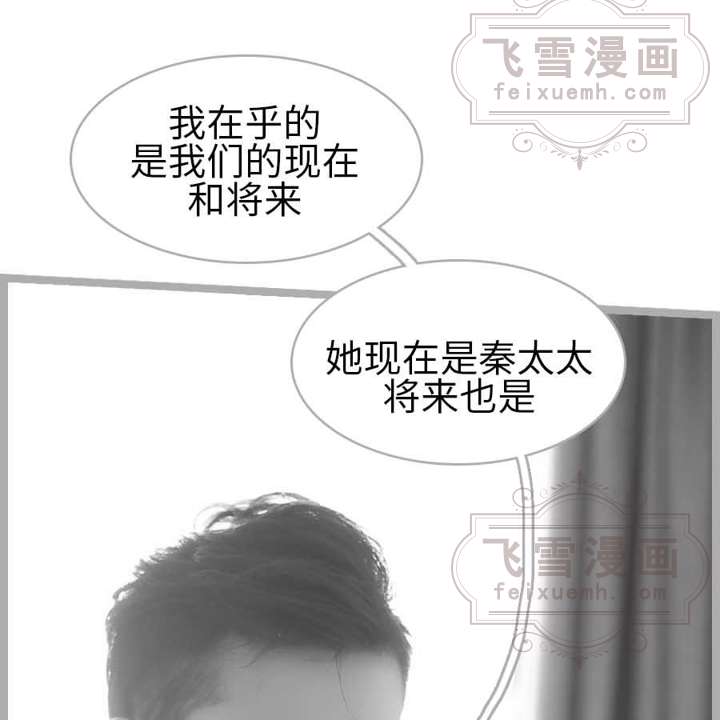 飞雪漫画
feixuemh.com
我在乎的
是我们的现在
和将来
她现在是秦太太
将来也是
飞雪漫画
feixuemh.com